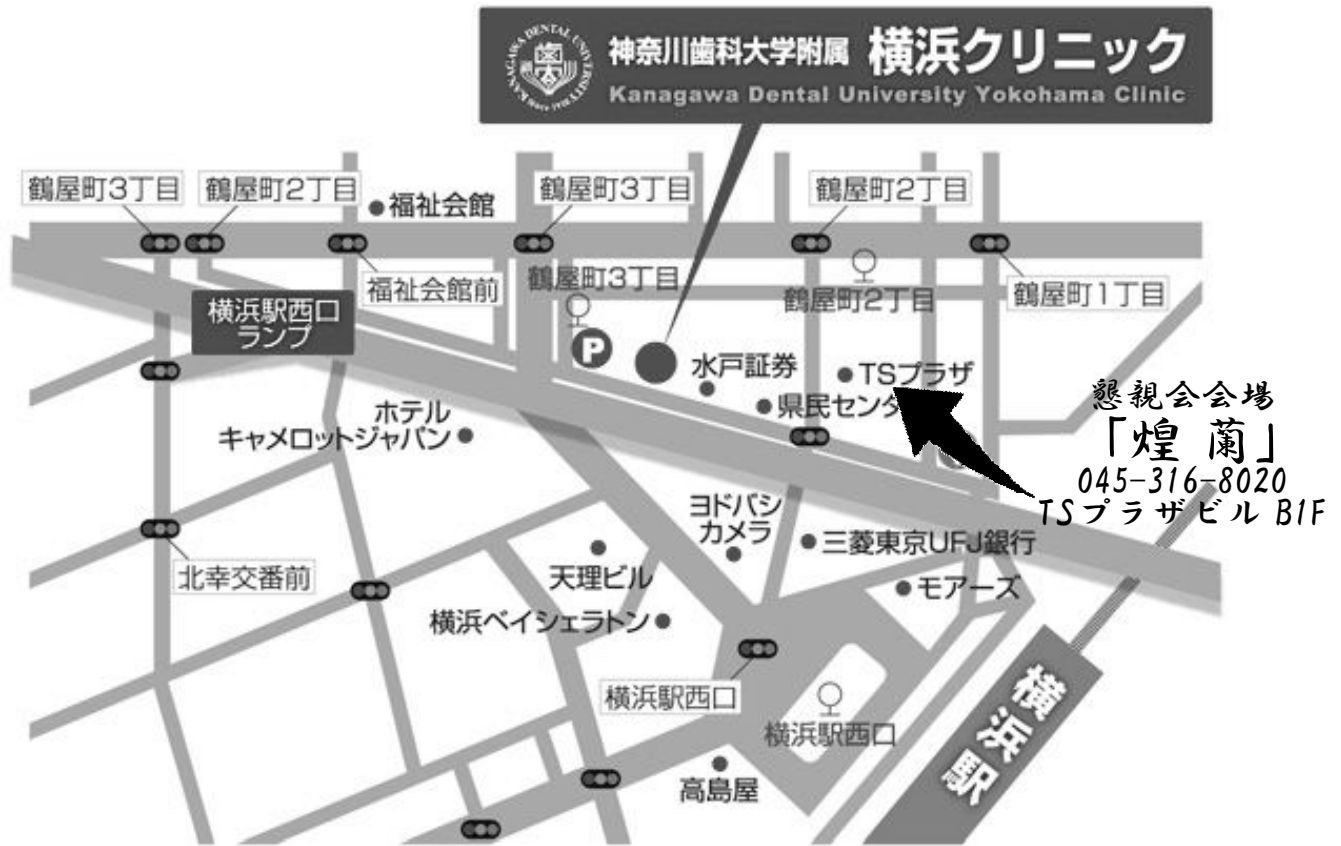 神奈川歯科大学附属 横浜クリニック
Kanagawa Dental University Yokohama Clinic
鶴屋町3丁目
鶴屋町2丁目
福祉会館
鶴屋町3丁目
鶴屋町2丁目
福祉会館前
鶴屋町3丁目
鶴屋町2丁目
鶴屋町1丁目
横浜駅西口
ランプ
P
水戸証券
TSプラザ
県民センタ
ホテル
キャメロットジャパン
懇親会会場
「煌蘭」
045-316-8020
TSプラザビル B1F
ヨドバシ
カメラ
三菱東京UFJ銀行
北幸交番前
天理ビル
モアーズ
横浜ベイシェラトン
横浜駅西口
横浜駅西口
高島屋
横浜駅